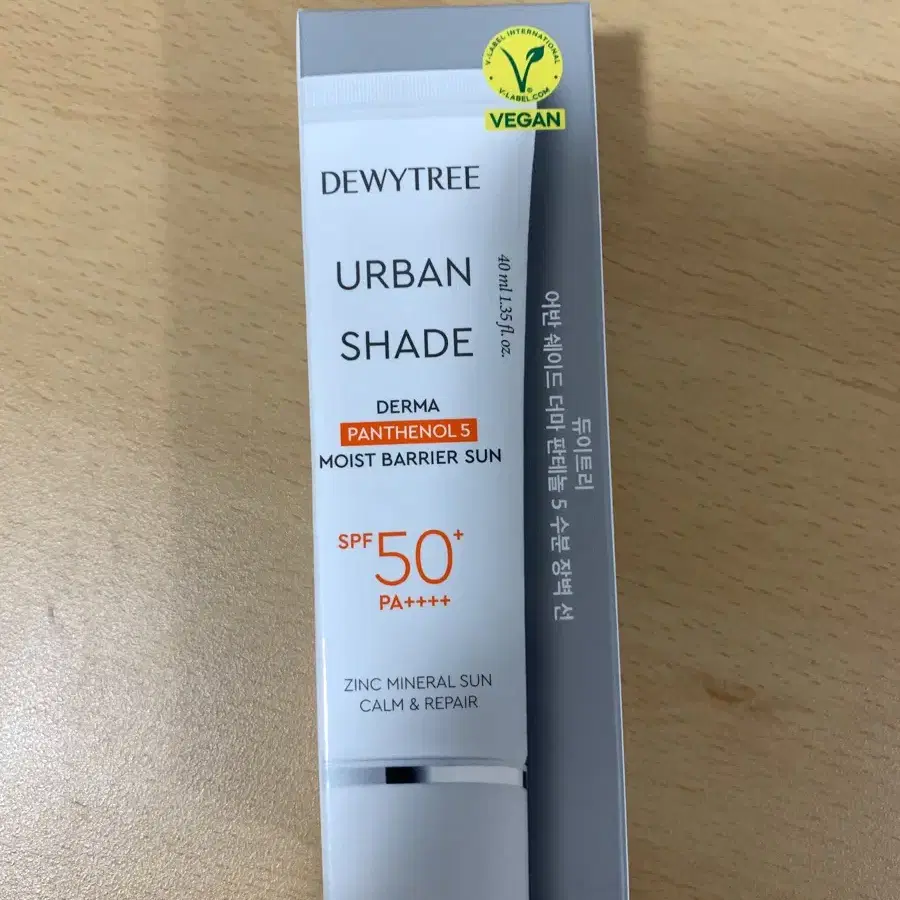 V-LABEL INTERNATIONAL
V-LABEL.COM
VEGAN
DEWYTREE
URBAN
SHADE
40 ml 1.35 fl. oz.
DERMA
PANTHENOL 5
MOIST BARRIER SUN
SPF 50+
PA++++
ZINC MINERAL SUN
CALM & REPAIR
듀이트리
어반 쉐이드 더마 판테놀 5 수분 장벽 선